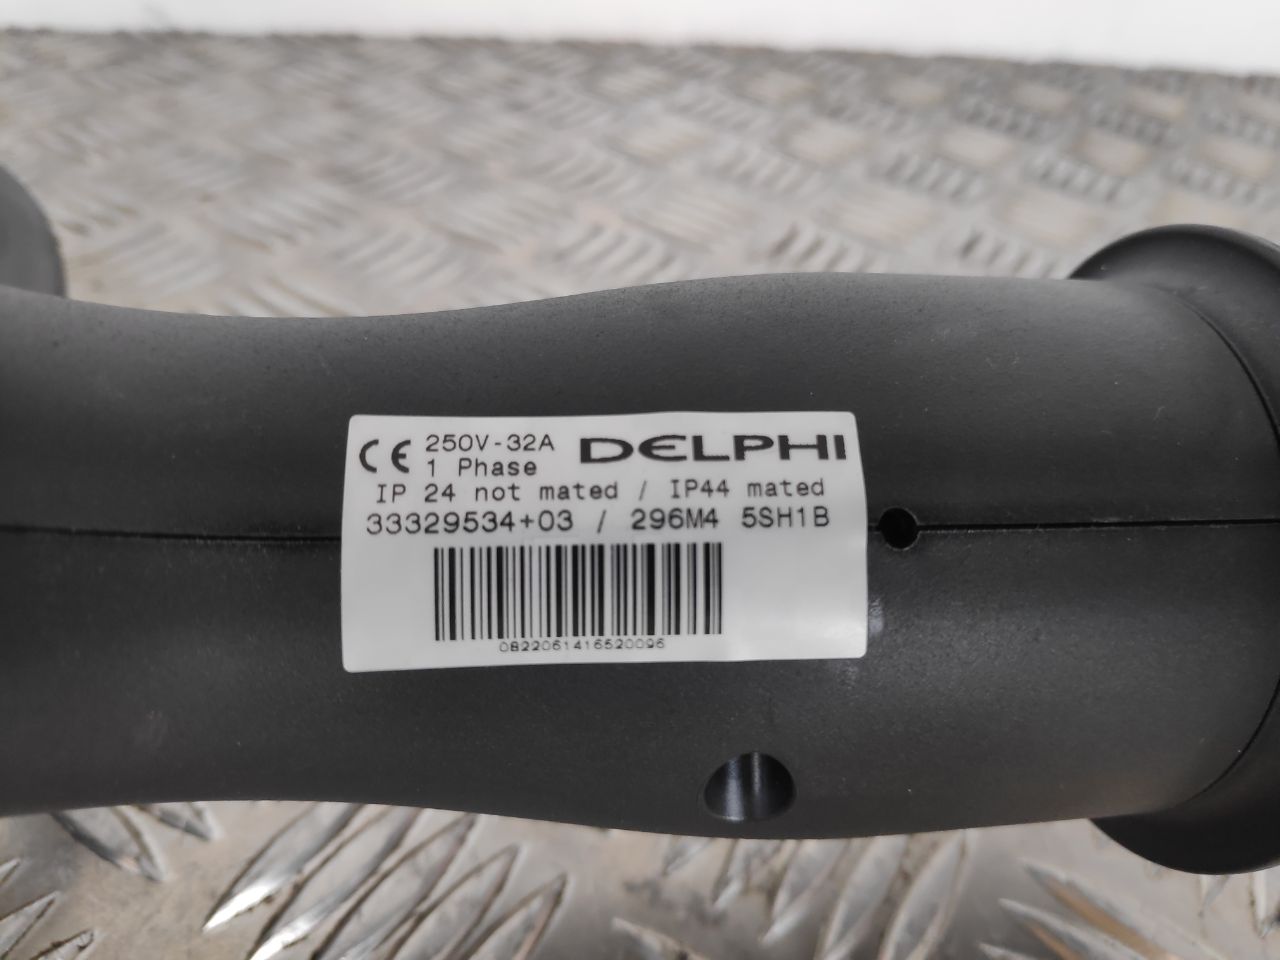 CE 250V-32A DELPHI
1 Phase
IP 24 not mated / IP44 mated
33329534+03 / 296M4 5SH1B
0822061416520096